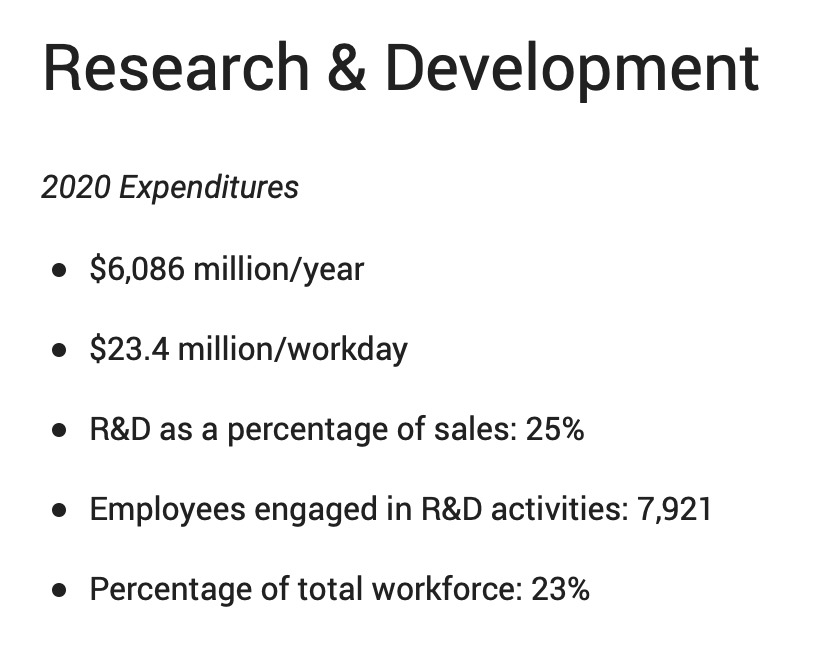 Research & Development
2020 Expenditures
● $6,086 million/year
● $23.4 million/workday
● R&D as a percentage of sales: 25%
● Employees engaged in R&D activities: 7,921
● Percentage of total workforce: 23%